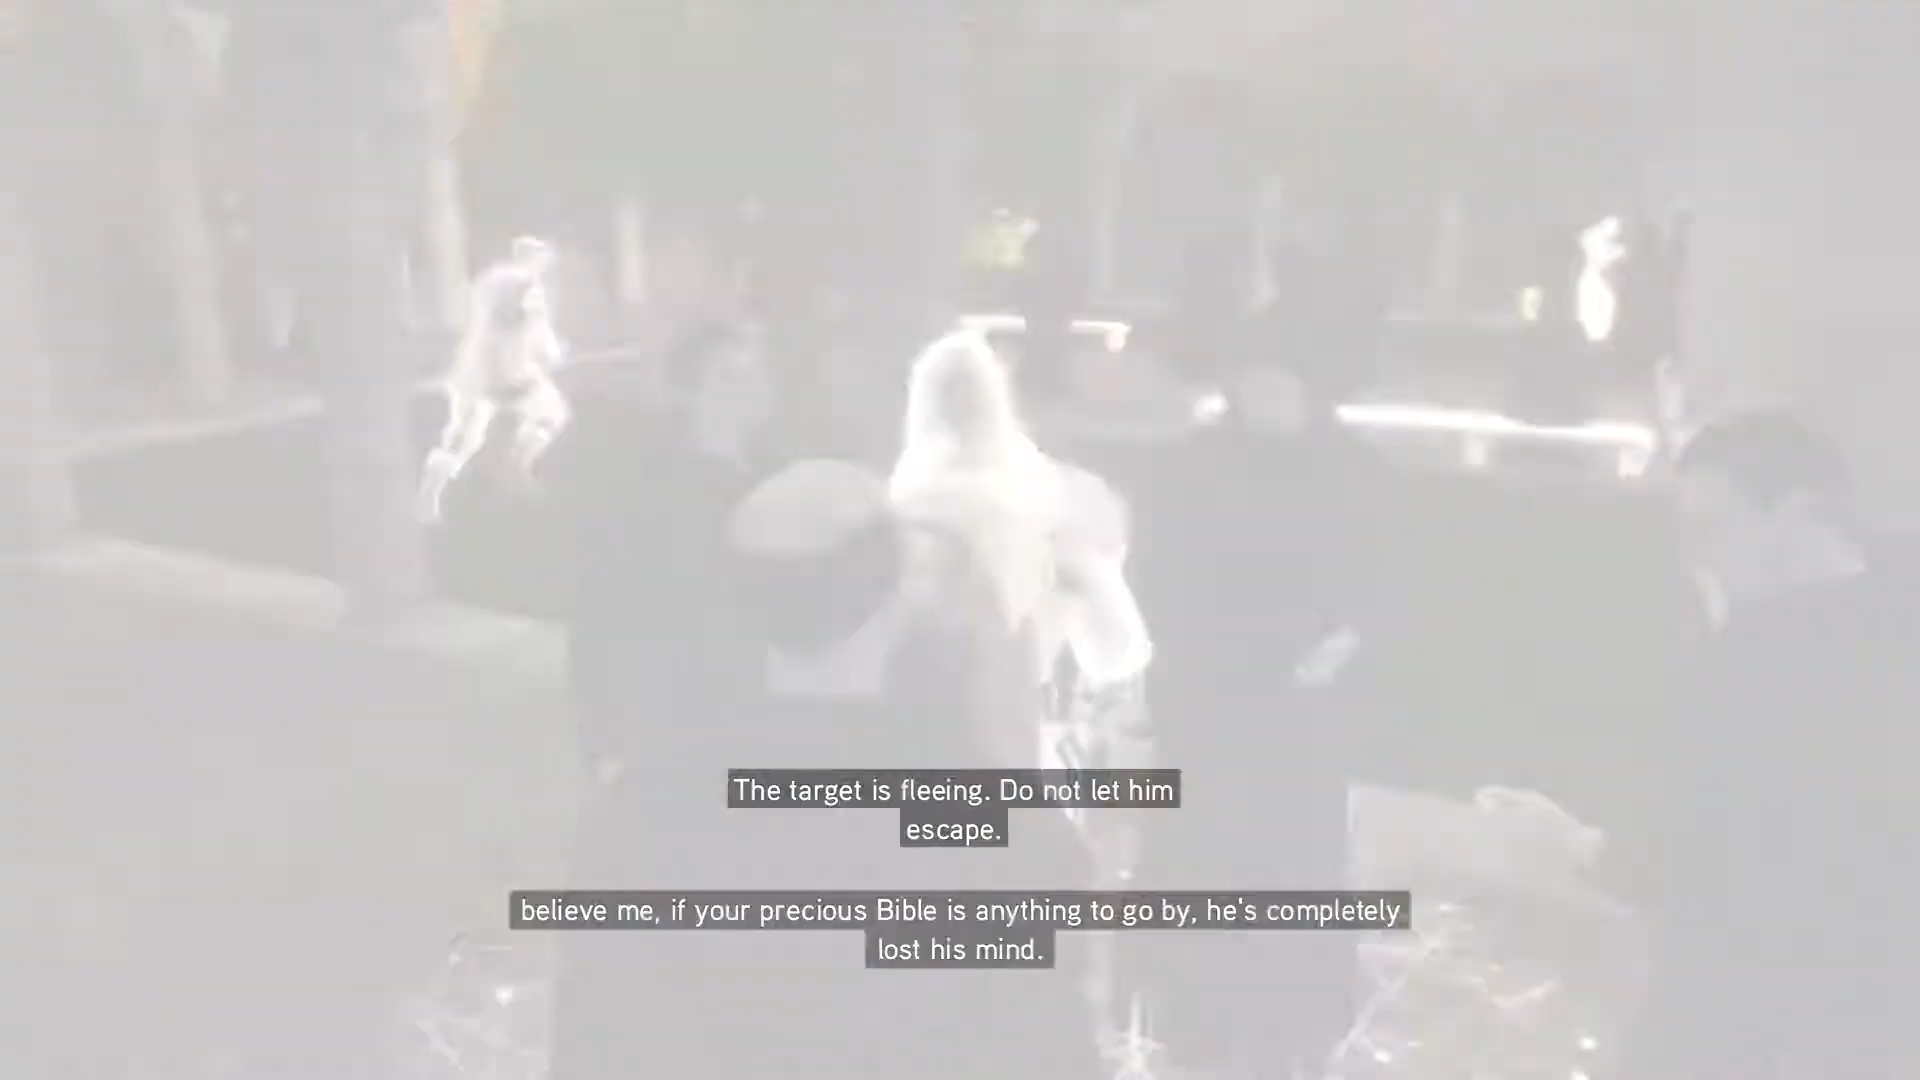 The target is fleeing. Do not let him
escape.
believe me, if your precious Bible is anything to go by, he's completely
lost his mind.